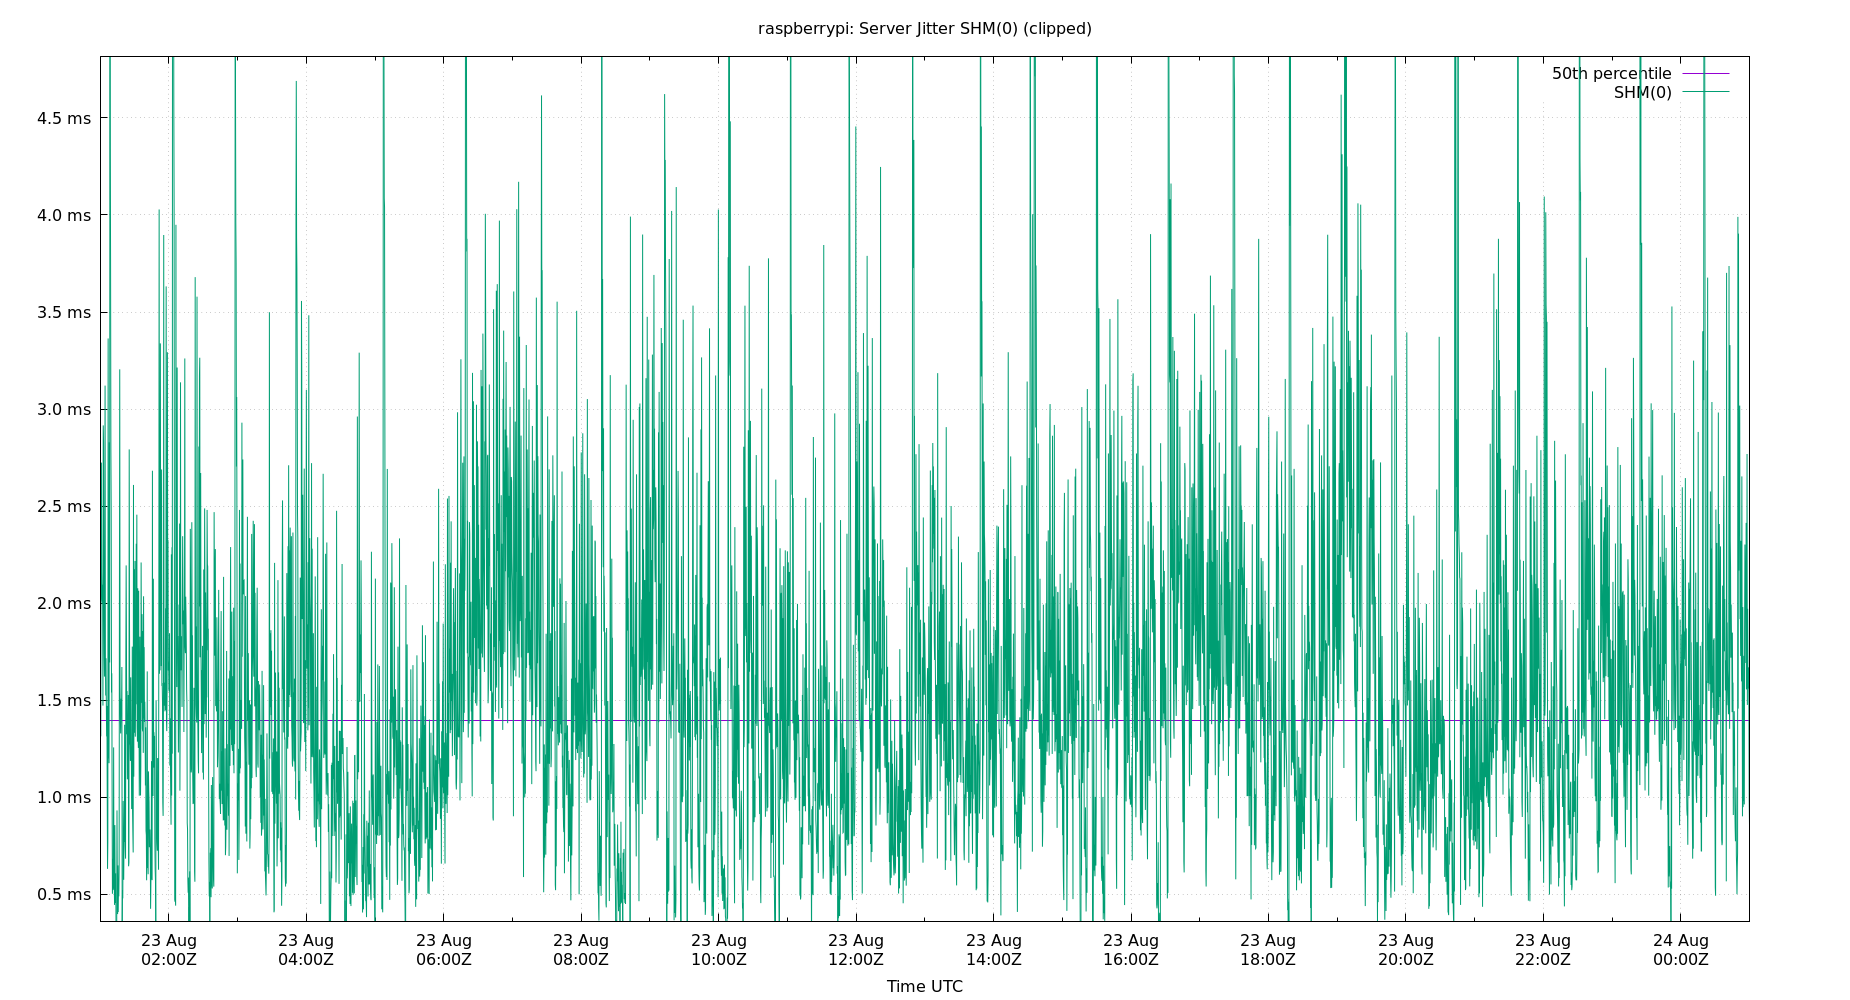 raspberrypi: Server Jitter SHM(0) (clipped)
50th percentile
SHM(0)
4.5 ms
4.0 ms
3.5 ms
3.0 ms
2.5 ms
2.0 ms
1.5 ms
1.0 ms
0.5 ms
23 Aug 23 Aug 23 Aug 23 Aug 23 Aug 23 Aug 23 Aug 23 Aug 23 Aug 23 Aug 23 Aug 24 Aug
02:00Z 04:00Z 06:00Z 08:00Z 10:00Z 12:00Z 14:00Z 16:00Z 18:00Z 20:00Z 22:00Z 00:00Z
Time UTC